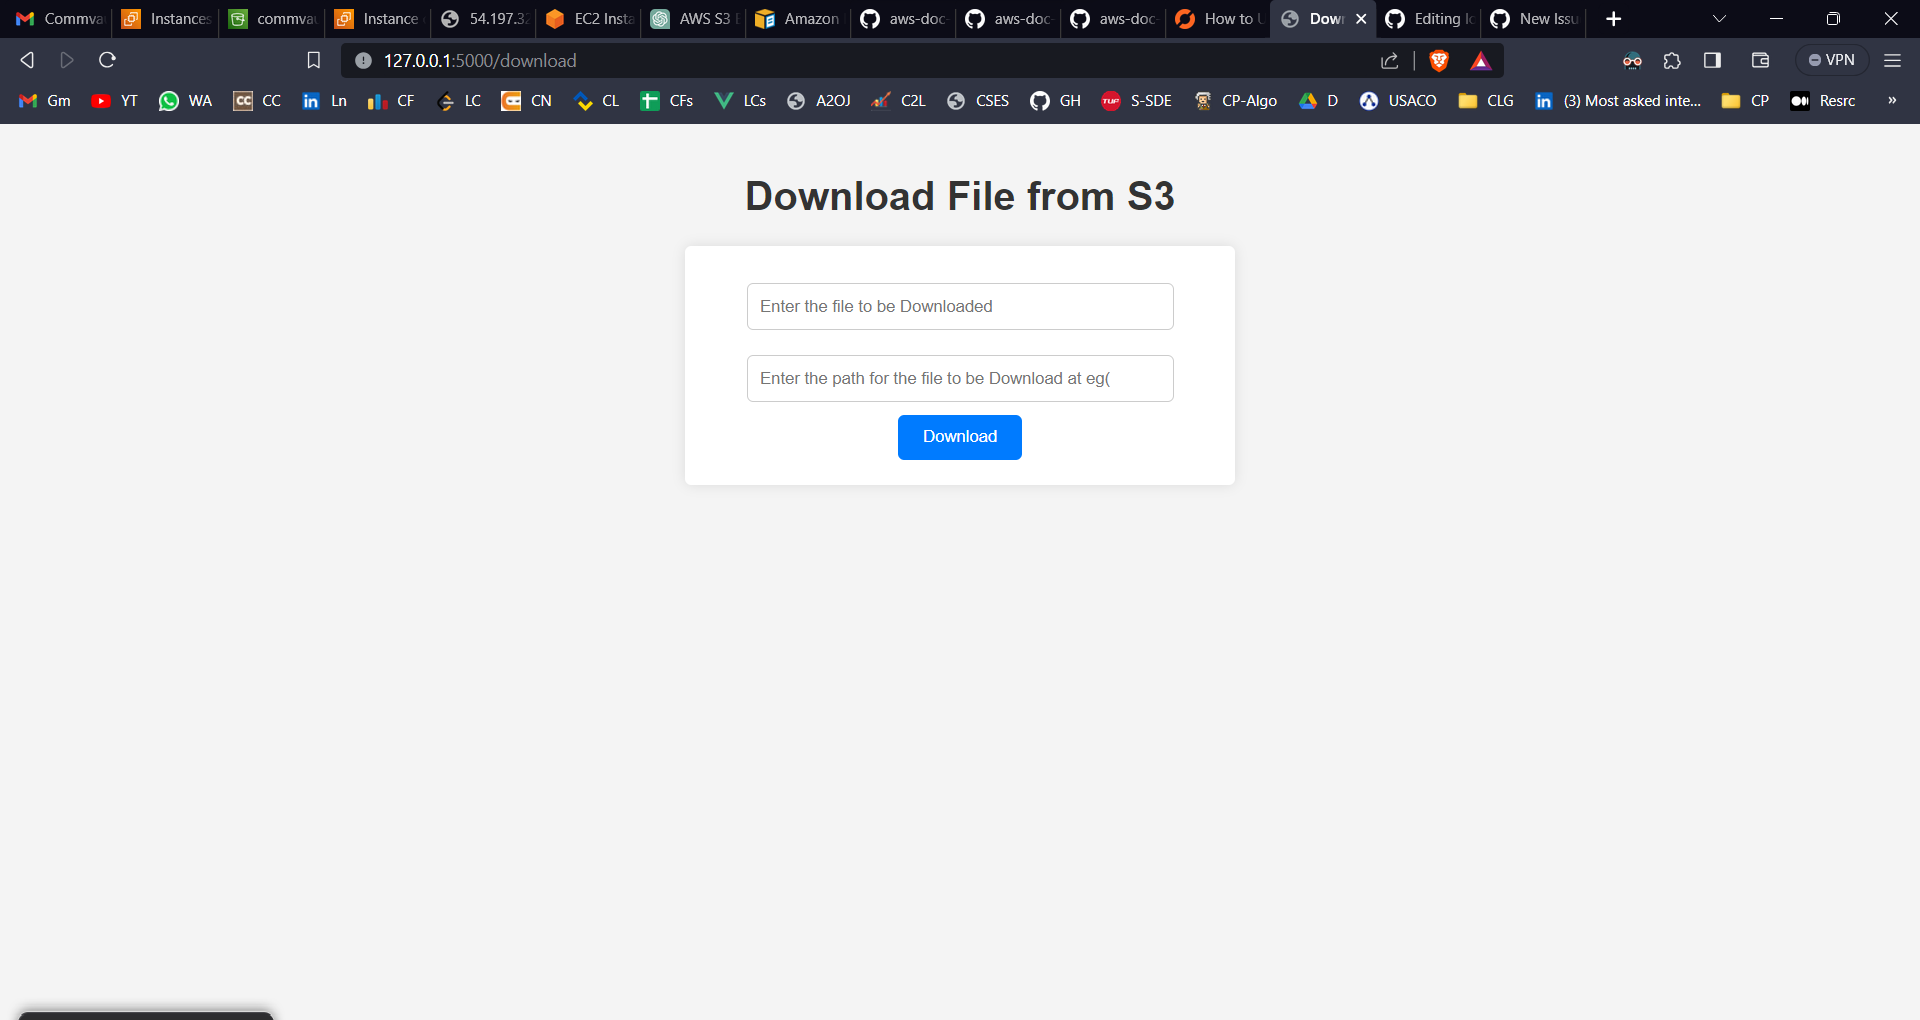 Commva Instances commvau Instance 54.197.32 EC2 Insta AWS S3 Amazon aws-doc- aws-doc- aws-doc- How to Dow Editing New Issu
127.0.0.1:5000/download VPN
Gm YT WA CC Ln CF LC CN CL CFs LCs A2OJ C2L CSES GH S-SDE CP-Algo D USACO CLG (3) Most asked inte... CP Resrc »
Download File from S3
Enter the file to be Downloaded
Enter the path for the file to be Download at eg(
Download